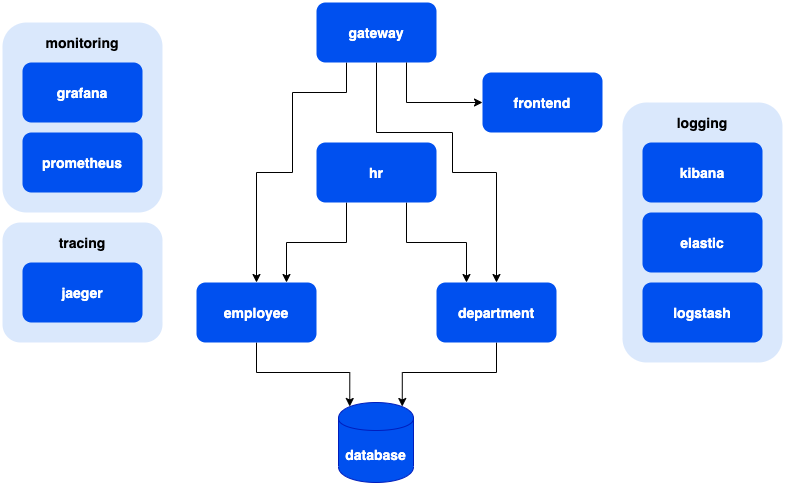 monitoring
grafana
prometheus
tracing
jaeger
gateway
frontend
hr
employee
department
database
logging
kibana
elastic
logstash